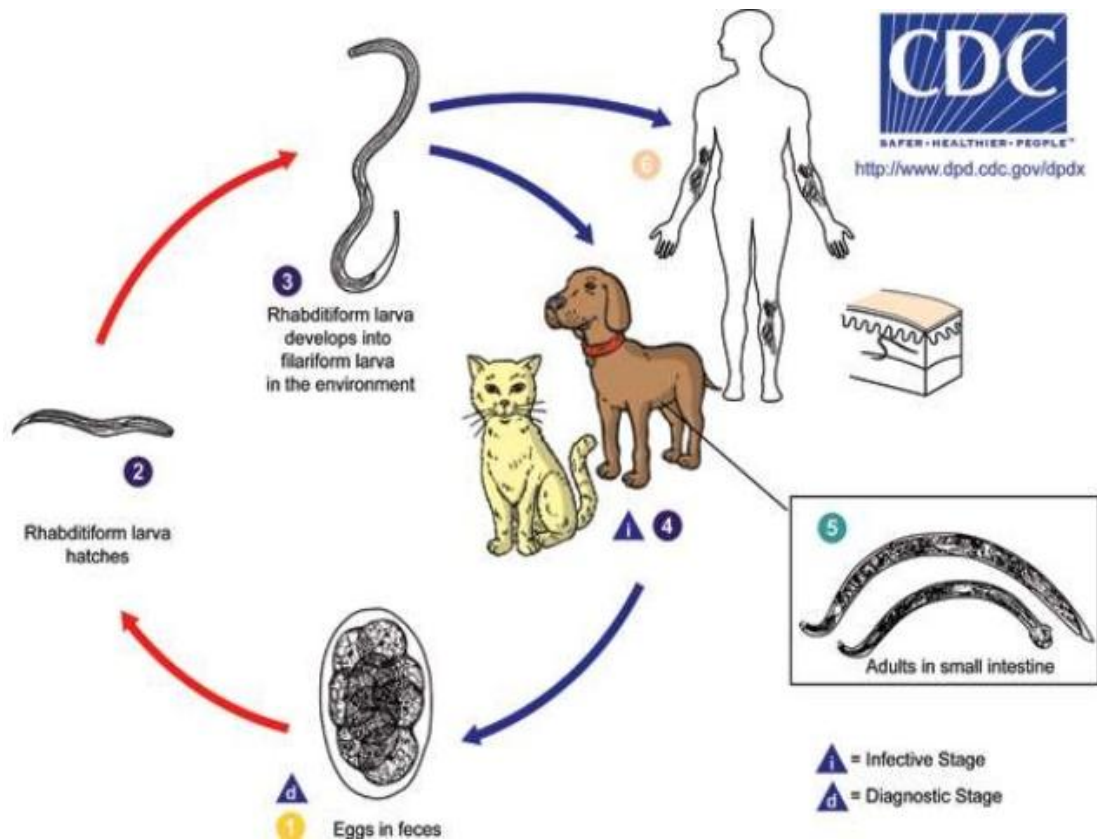 CDC
SAFER•HEALTHIER•PEOPLE™
http://www.dpd.cdc.gov/dpdx
6
3
Rhabditiform larva
develops into
filariform larva
in the environment
2
Rhabditiform larva
hatches
i 4
5
Adults in small intestine
d
1 Eggs in feces
i = Infective Stage
d = Diagnostic Stage